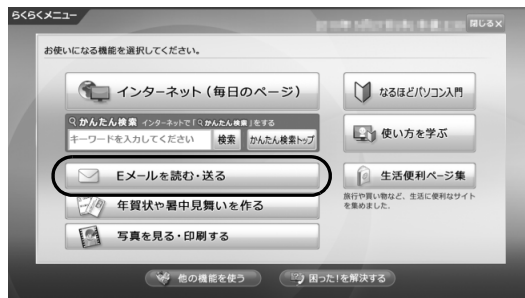 らくらくメニュー
閉じる×
お使いになる機能を選択してください。
インターネット(毎日のページ)
なるほどパソコン入門
かんたん検索 インターネットで「かんたん検索」をする
キーワードを入力してください 検索 かんたん検索トップ
使い方を学ぶ
Eメールを読む・送る
生活便利ページ集
旅行や買い物など、生活に便利なサイト
を集めました。
年賀状や暑中見舞いを作る
写真を見る・印刷する
他の機能を使う
困った!を解決する